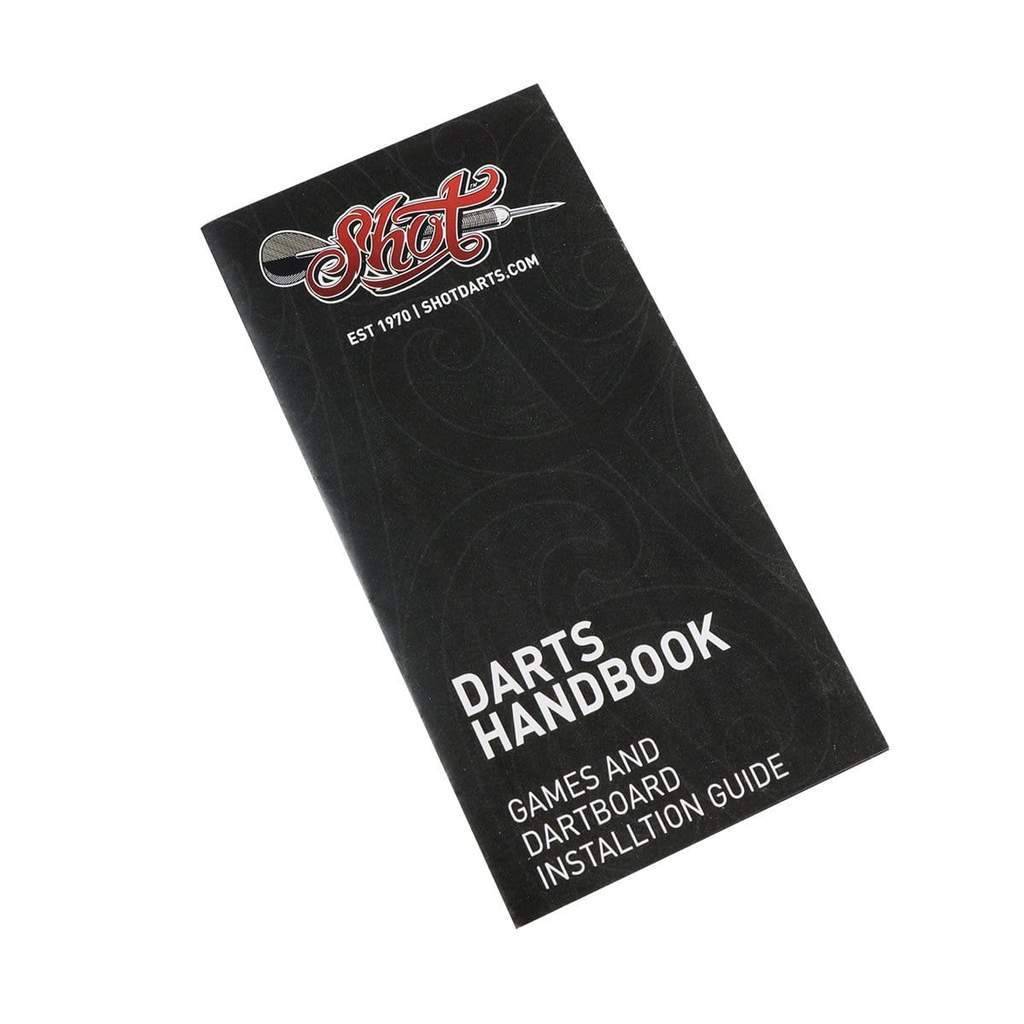 Shot
EST 1970 | SHOTDARTS.COM
DARTS
HANDBOOK
GAMES AND
DARTBOARD
INSTALLTION GUIDE